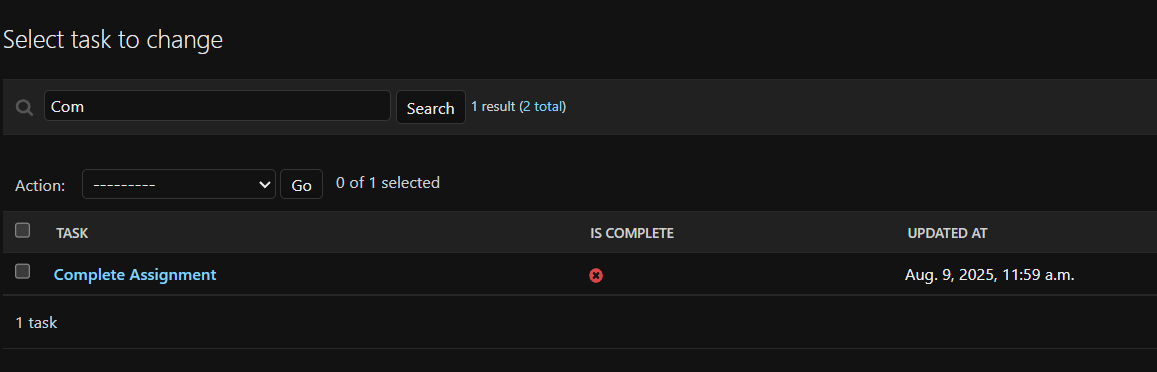 Select task to change
Com Search 1 result (2 total)
Action: --------- Go 0 of 1 selected
TASK IS COMPLETE UPDATED AT
Complete Assignment Aug. 9, 2025, 11:59 a.m.
1 task